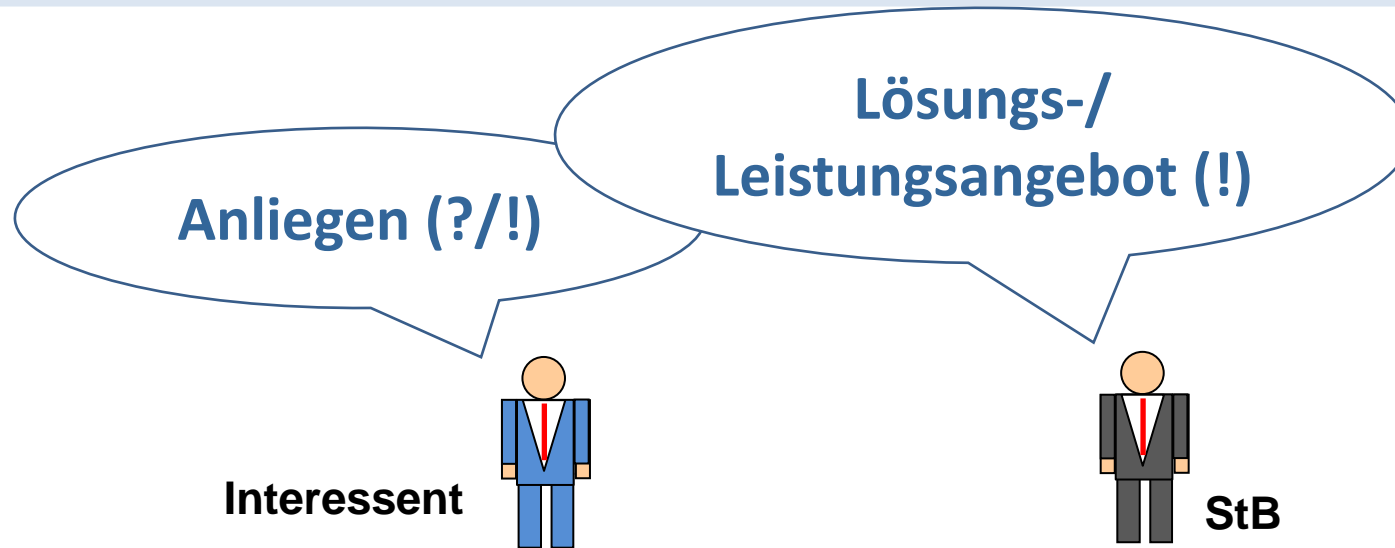 Anliegen (?/!)
Lösungs-/
Leistungsangebot (!)
Interessent
StB